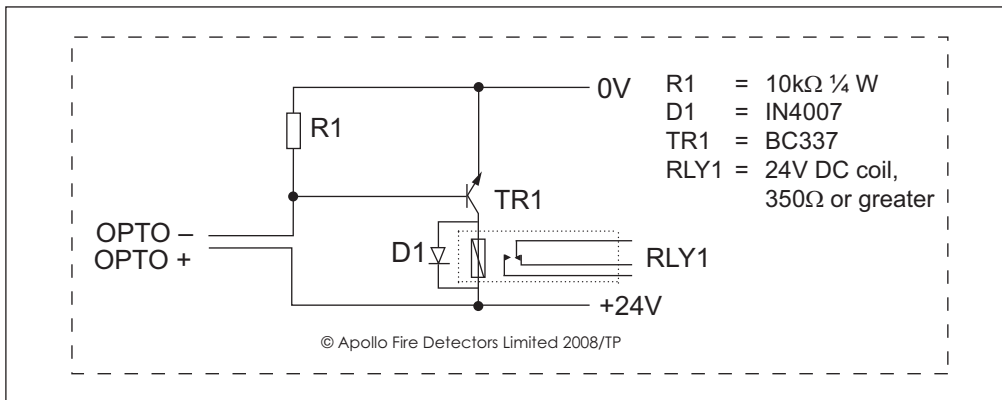 0V
R1
OPTO –
OPTO +
TR1
D1
RLY1
+24V
R1 = 10kΩ ¼ W
D1 = IN4007
TR1 = BC337
RLY1 = 24V DC coil,
350Ω or greater
© Apollo Fire Detectors Limited 2008/TP